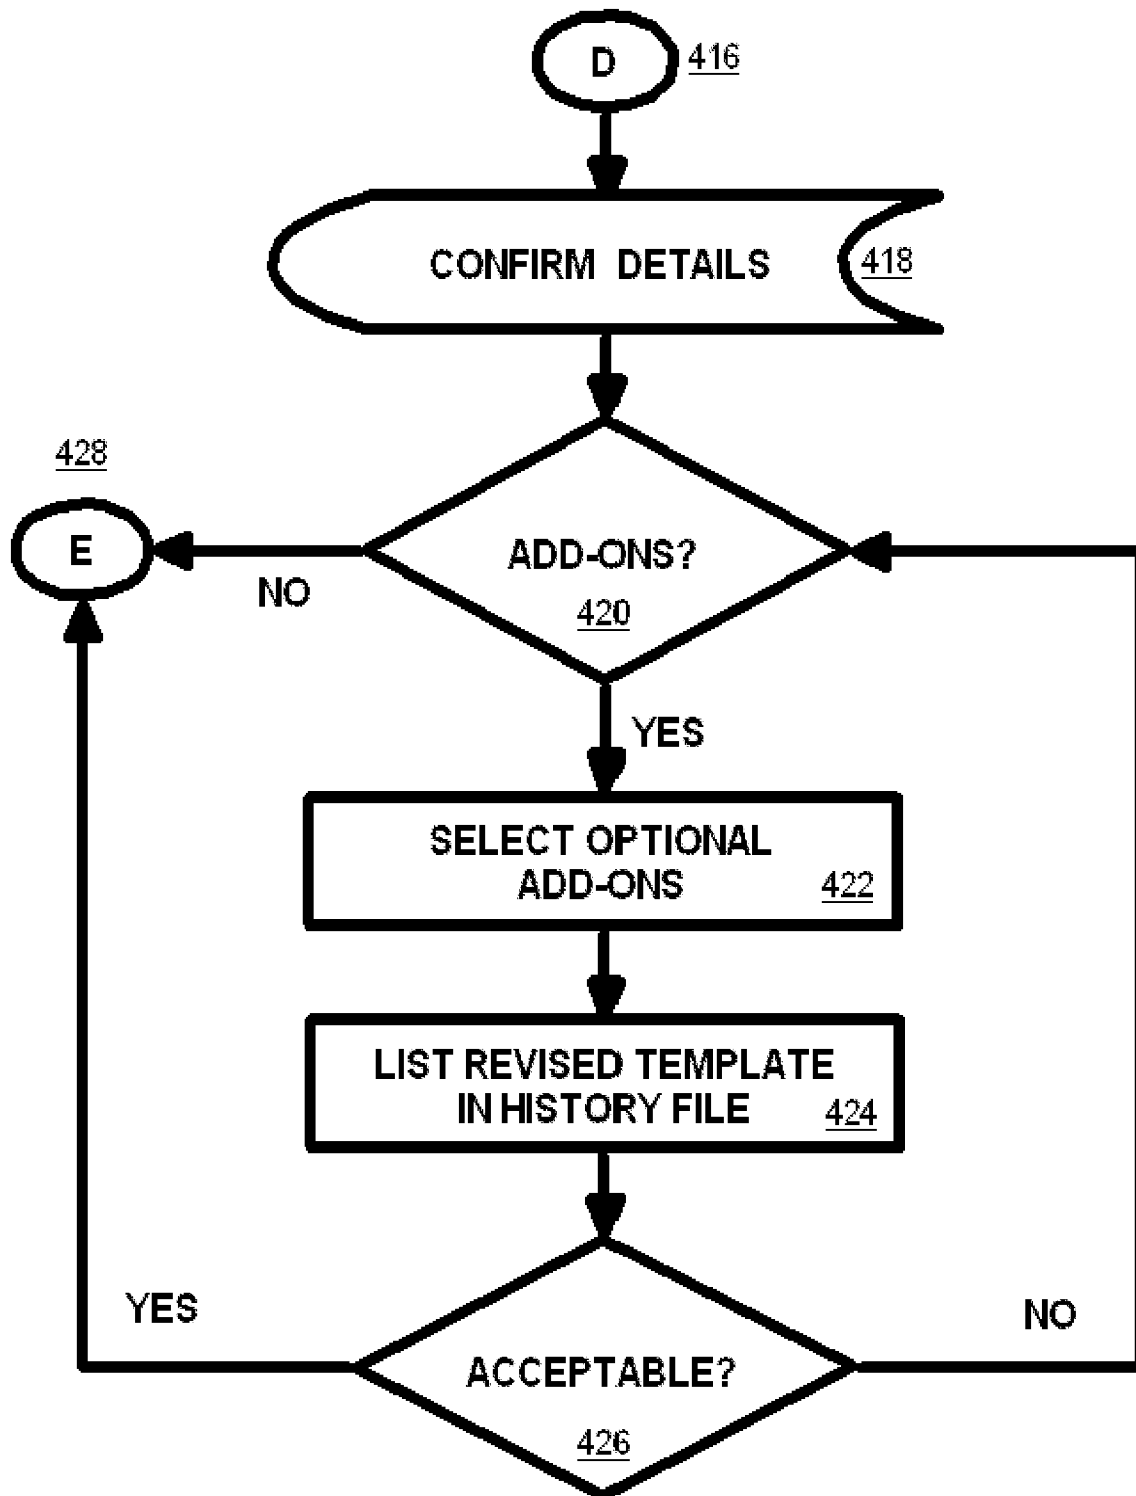 D
416
CONFIRM DETAILS
418
428
E
NO
ADD-ONS?
420
YES
SELECT OPTIONAL
ADD-ONS
422
LIST REVISED TEMPLATE
IN HISTORY FILE
424
YES
NO
ACCEPTABLE?
426